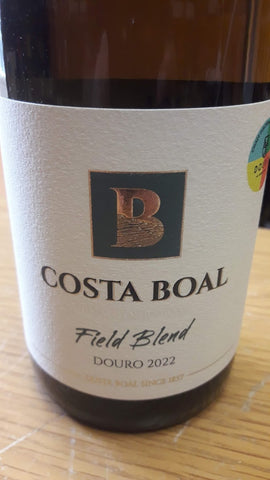 B
COSTA BOAL
Field Blend
DOURO 2022
COSTA BOAL SINCE 1857